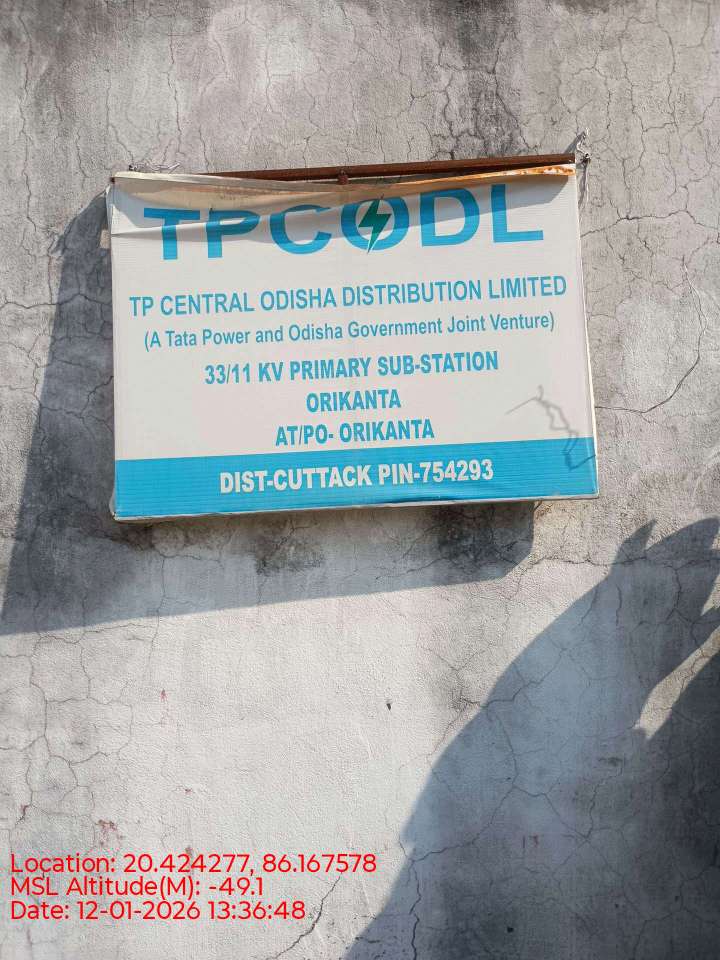 TPCODL
TP CENTRAL ODISHA DISTRIBUTION LIMITED
(A Tata Power and Odisha Government Joint Venture)
33/11 KV PRIMARY SUB-STATION
ORIKANTA
AT/PO- ORIKANTA
DIST-CUTTACK PIN-754293
Location: 20.424277, 86.167578
MSL Altitude(M): -49.1
Date: 12-01-2026 13:36:48